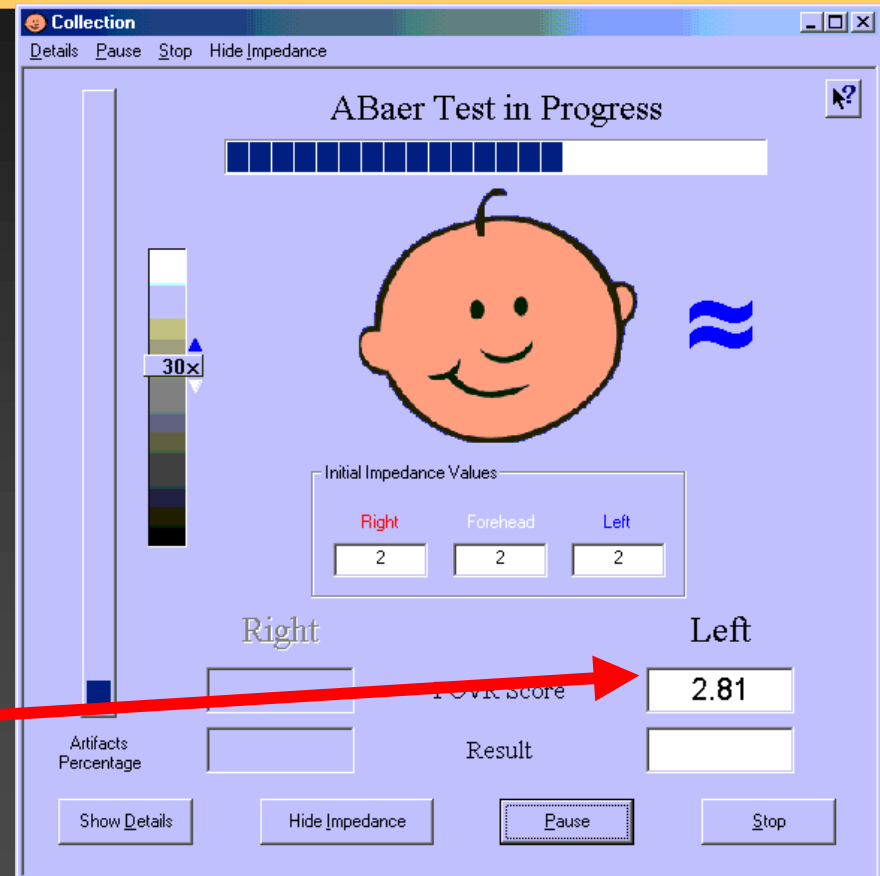 Collection
Details Pause Stop Hide Impedance
ABaer Test in Progress
30x
Initial Impedance Values
Right Forehead Left
2 2 2
Right Left
Score 2.81
Artifacts
Percentage
Result
Show Details Hide Impedance Pause Stop